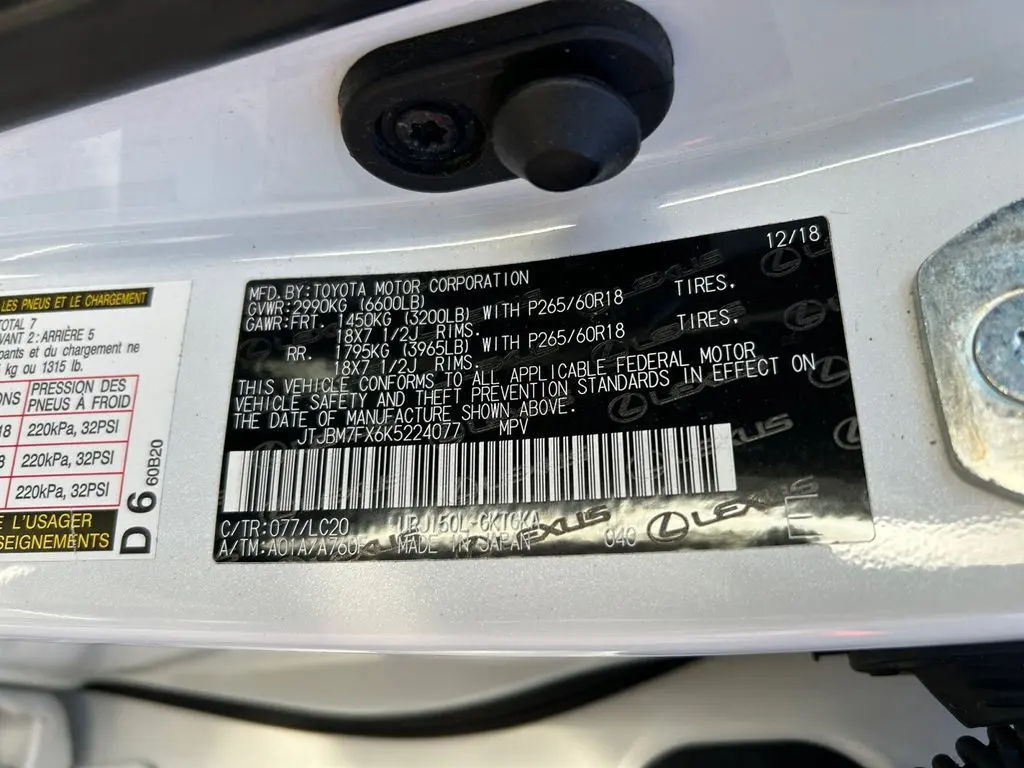 12/18
MFD.BY:TOYOTA MOTOR CORPORATION
GVWR:2990KG (6600LB)
GAWR:FRT. 1450KG (3200LB) WITH P265/60R18 TIRES,
18X7 1/2J RIMS.
RR. 1795KG (3965LB) WITH P265/60R18 TIRES,
18X7 1/2J RIMS.
THIS VEHICLE CONFORMS TO ALL APPLICABLE FEDERAL MOTOR
VEHICLE SAFETY AND THEFT PREVENTION STANDARDS IN EFFECT ON
THE DATE OF MANUFACTURE SHOWN ABOVE.
JTJBM7FX6K5224077 MPV
C/TR:077/LC20
A/TM:A01A/A760F MADE IN JAPAN 040
LEXUS
LES PNEUS ET LE CHARGEMENT
TOTAL 7
AVANT 2: ARRIÈRE 5
pants et du chargement ne
kg ou 1315 lb.
ONS PRESSION DES
PNEUS À FROID
18 220kPa, 32PSI
8 220kPa, 32PSI
220kPa, 32PSI
E L'USAGER
SEIGNEMENTS
D 6 60B20